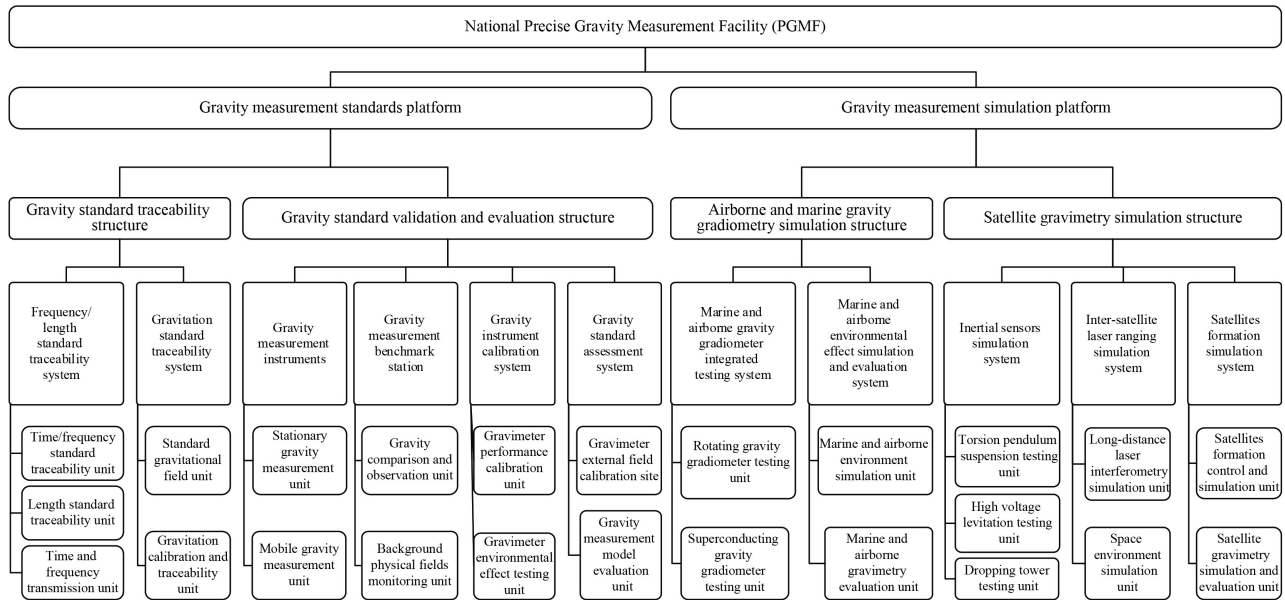 National Precise Gravity Measurement Facility (PGMF)
Gravity measurement standards platform
Gravity measurement simulation platform
Gravity standard traceability
structure
Gravity standard validation and evaluation structure
Airborne and marine gravity
gradiometry simulation structure
Satellite gravimetry simulation structure
Frequency/
length
standard
traceability
system
Gravitation
standard
traceability
system
Gravity
measurement
instruments
Gravity
measurement
benchmark
station
Gravity
instrument
calibration
system
Gravity
standard
assessment
system
Marine and
airborne gravity
gradiometer
integrated
testing system
Marine and
airborne
environmental
effect simulation
and evaluation
system
Inertial sensors
simulation
system
Inter-satellite
laser ranging
simulation
system
Satellites
formation
simulation
system
Time/frequency
standard
traceability unit
Length standard
traceability unit
Time and
frequency
transmission unit
Standard
gravitational
field unit
Gravitation
calibration and
traceability unit
Stationary
gravity
measurement
unit
Mobile gravity
measurement
unit
Gravity
comparison and
observation unit
Background
physical fields
monitoring unit
Gravimeter
performance
calibration
unit
Gravimeter
environmental
effect testing
unit
Gravimeter
external field
calibration site
Gravity
measurement
model
evaluation unit
Rotating gravity
gradiometer testing
unit
Superconducting
gravity
gradiometer
testing unit
Marine and airborne
environment
simulation unit
Marine and
airborne
gravimetry
evaluation unit
Torsion pendulum
suspension testing
unit
High voltage
levitation testing
unit
Dropping tower
testing unit
Long-distance
laser
interferometry
simulation unit
Space
environment
simulation
unit
Satellites
formation
control and
simulation unit
Satellite
gravimetry
simulation and
evaluation unit